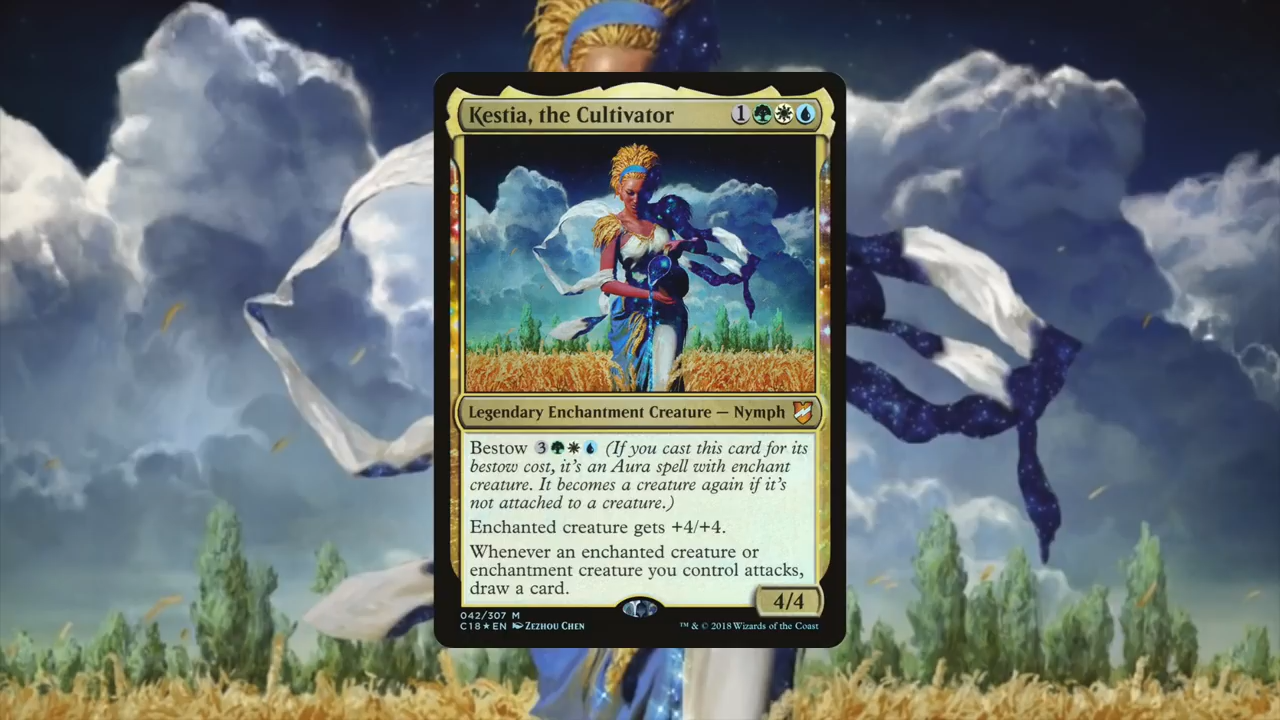 Kestia, the Cultivator 1
Legendary Enchantment Creature — Nymph
Bestow 3 (If you cast this card for its
bestow cost, it's an Aura spell with enchant
creature. It becomes a creature again if it's
not attached to a creature.)
Enchanted creature gets +4/+4.
Whenever an enchanted creature or
enchantment creature you control attacks,
draw a card.
4/4
042/307 M
C18★EN Zezhou Chen
™ & © 2018 Wizards of the Coast